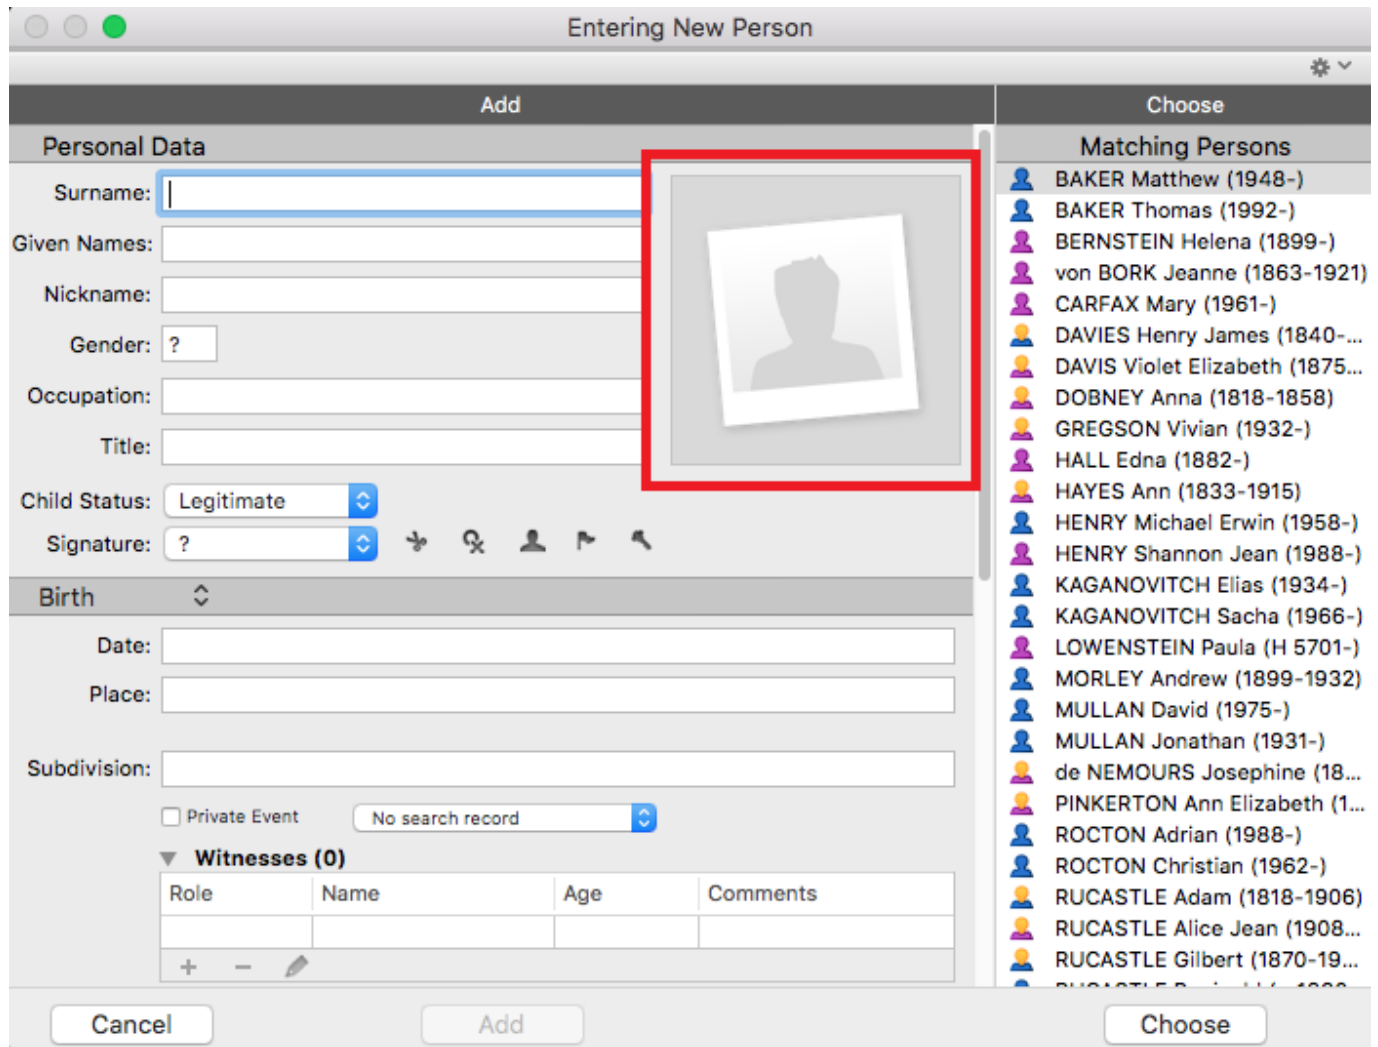 Entering New Person
Add
Personal Data
Surname:
Given Names:
Nickname:
Gender: ?
Occupation:
Title:
Child Status: Legitimate
Signature: ?
Birth
Date:
Place:
Subdivision:
Private Event No search record
Witnesses (0)
Role Name Age Comments
Cancel Add
Choose
Matching Persons
BAKER Matthew (1948-)
BAKER Thomas (1992-)
BERNSTEIN Helena (1899-)
von BORK Jeanne (1863-1921)
CARFAX Mary (1961-)
DAVIES Henry James (1840-...
DAVIS Violet Elizabeth (1875...
DOBNEY Anna (1818-1858)
GREGSON Vivian (1932-)
HALL Edna (1882-)
HAYES Ann (1833-1915)
HENRY Michael Erwin (1958-)
HENRY Shannon Jean (1988-)
KAGANOVITCH Elias (1934-)
KAGANOVITCH Sacha (1966-)
LOWENSTEIN Paula (H 5701-)
MORLEY Andrew (1899-1932)
MULLAN David (1975-)
MULLAN Jonathan (1931-)
de NEMOURS Josephine (18...
PINKERTON Ann Elizabeth (1...
ROCTON Adrian (1988-)
ROCTON Christian (1962-)
RUCASTLE Adam (1818-1906)
RUCASTLE Alice Jean (1908...
RUCASTLE Gilbert (1870-19...
Choose